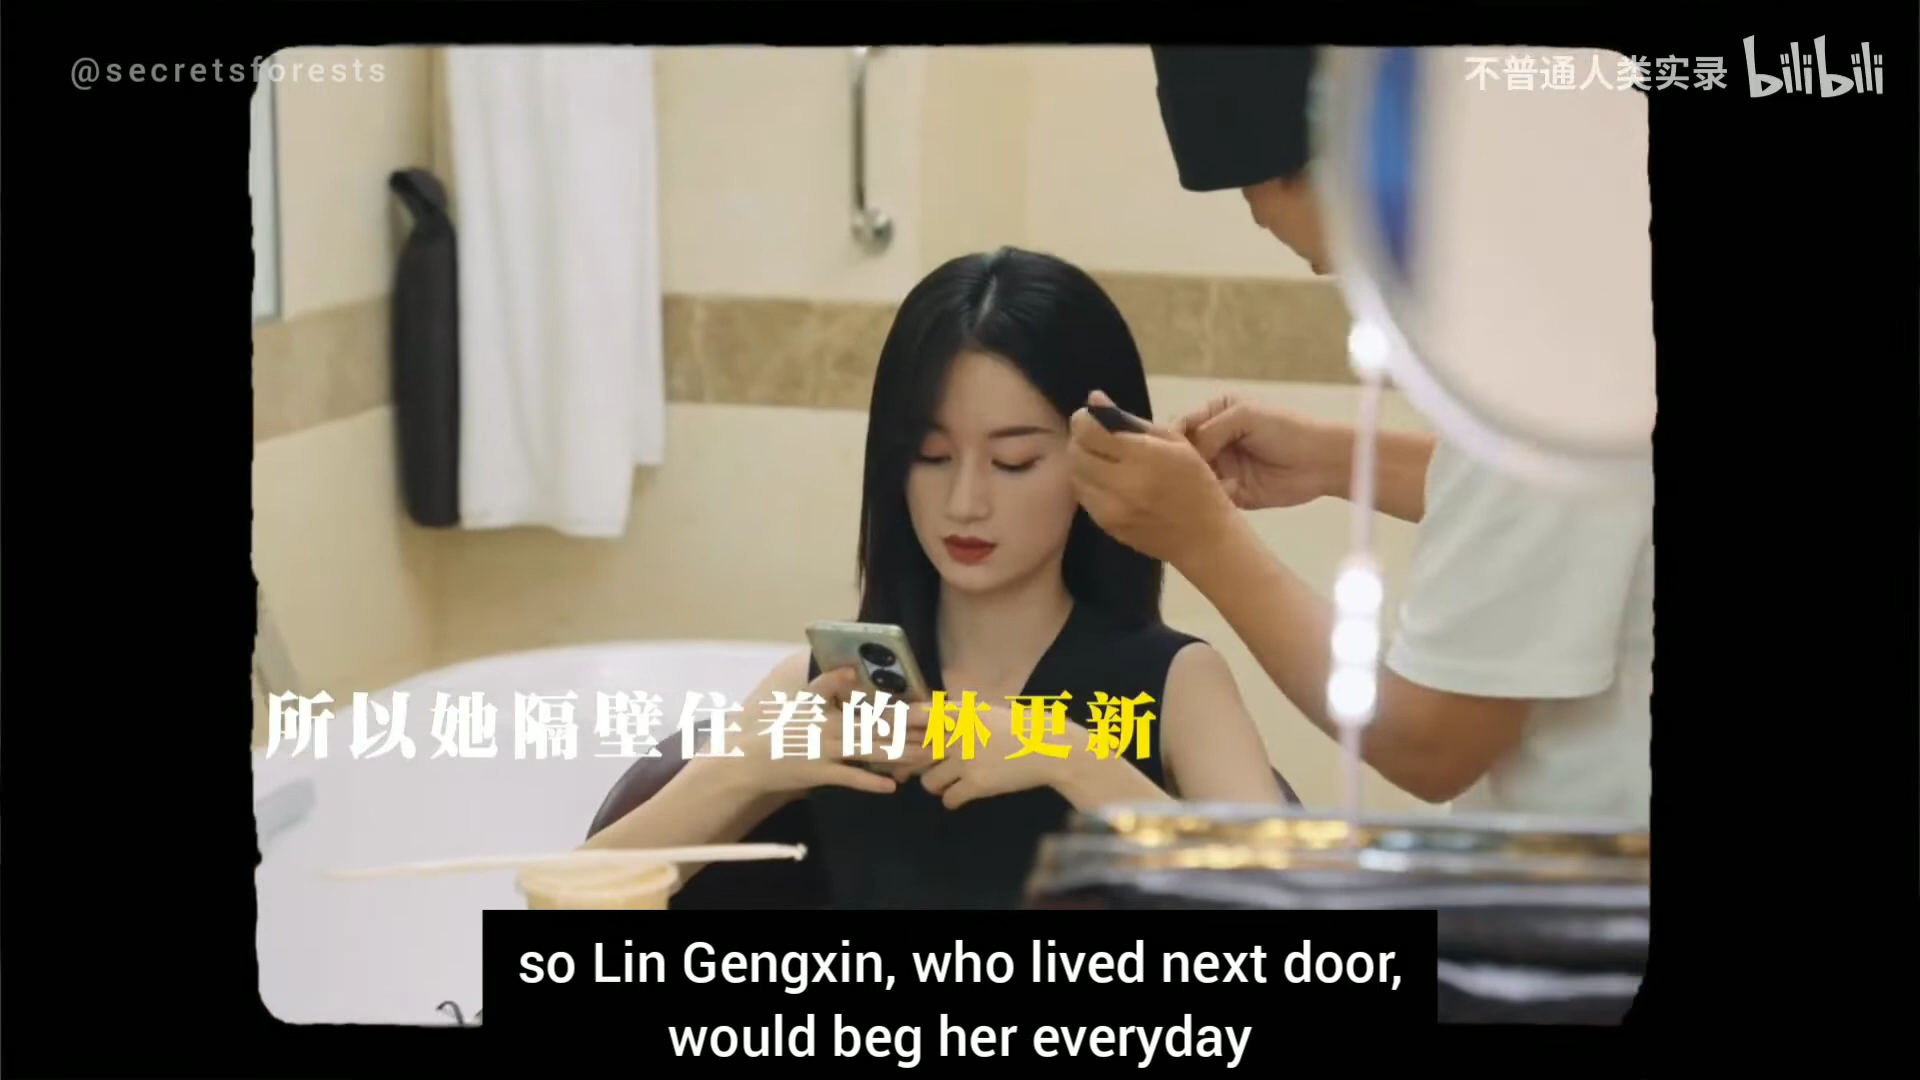 @secretsforests
不普通人类实录 bilibili
所以她隔壁住着的林更新
so Lin Gengxin, who lived next door,
would beg her everyday